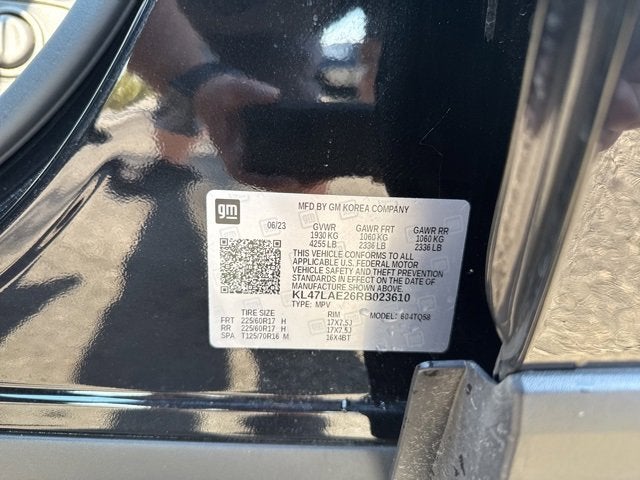 gm
MFD BY GM KOREA COMPANY
06/23 GVWR GAWR FRT GAWR RR
1930 KG 1060 KG 1060 KG
4255 LB 2336 LB 2336 LB
THIS VEHICLE CONFORMS TO ALL
APPLICABLE U.S. FEDERAL MOTOR
VEHICLE SAFETY AND THEFT
PREVENTION STANDARDS IN
EFFECT ON THE DATE OF
MANUFACTURE SHOWN ABOVE.
KL47LAE26RB023610
TYPE: MPV
TIRE SIZE RIM MODEL:
FRT 225/60R17 H 17X7.5J
RR 225/60R17 H 17X7.5J
SPA T125/70R16 M 16X4BT